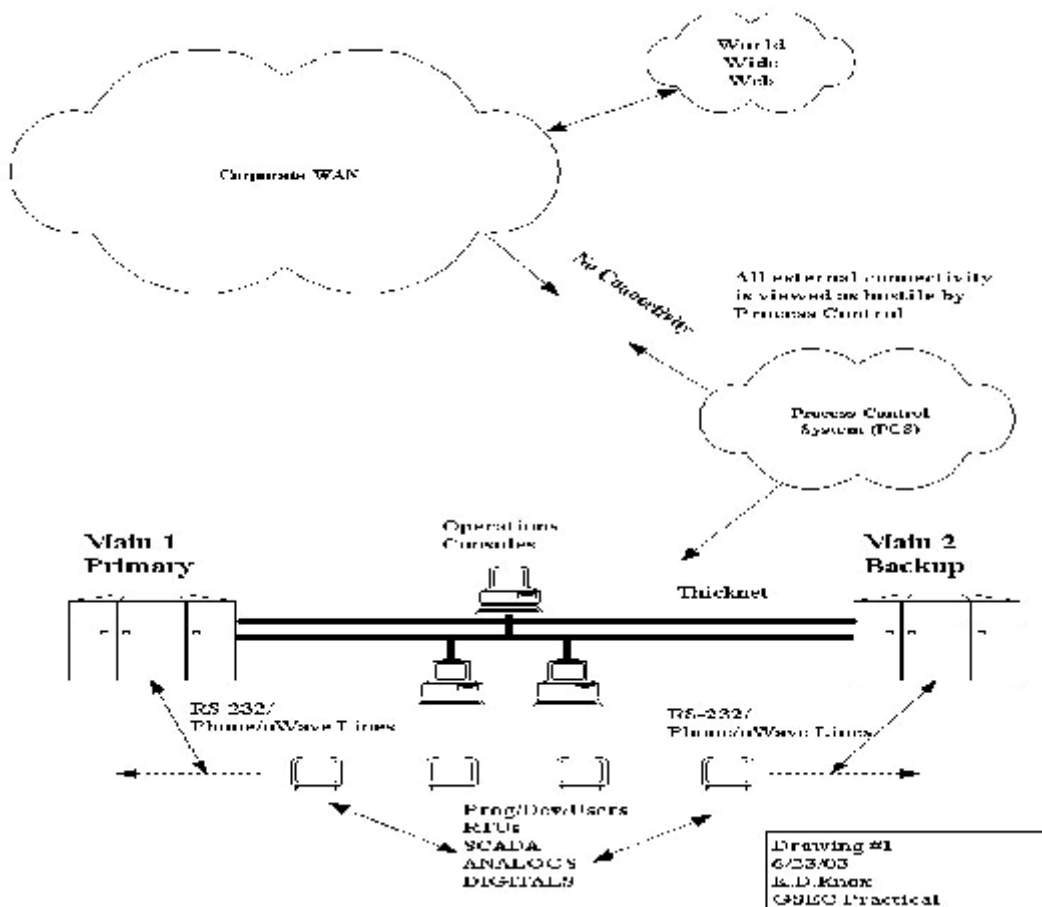 World
Wide
Web
Corporate WAN
No Connectivity
All external connectivity
is viewed as hostile by
Process Control
Process Control
System (PCS)
Operations
Consoles
Main 1
Primary
Main 2
Backup
Thicknet
RS-232/
Phone/uWave Lines
RS-232/
Phone/uWave Lines
Prog/Dev/Users
RTUs
SCADA
ANALOGS
DIGITALS
Drawing #1
6/23/03
K.D.Knox
GSEC Practical